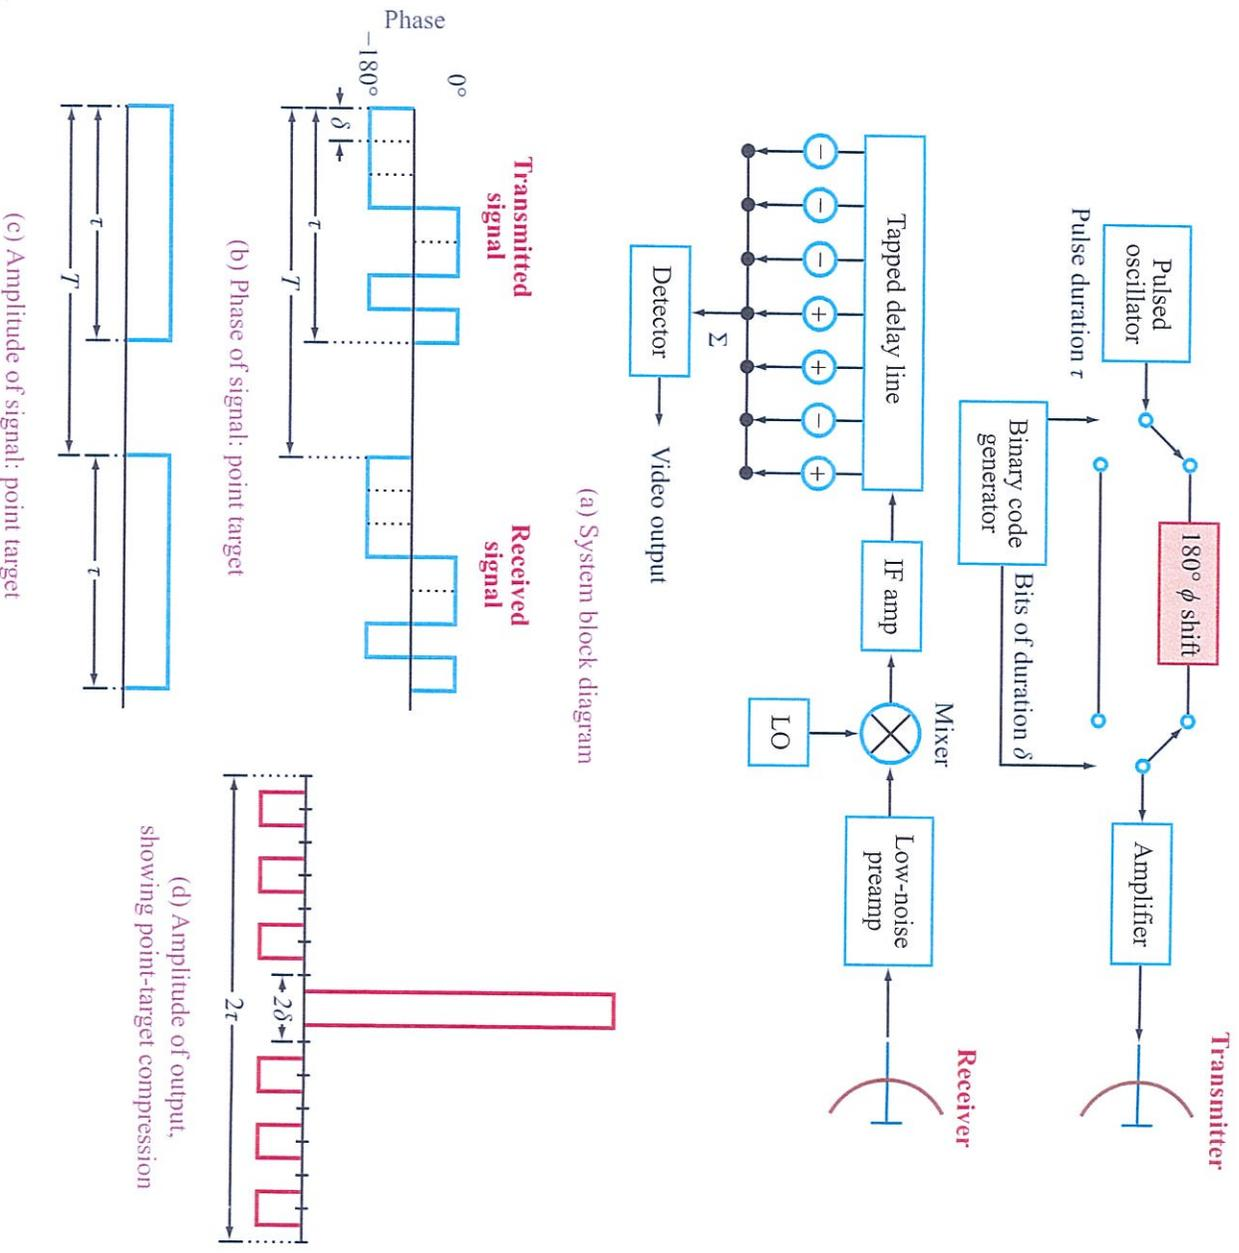 Transmitter
Pulsed
oscillator
180° ϕ shift
Amplifier
Pulse duration τ
Binary code
generator
Bits of duration δ
Receiver
Mixer
Tapped delay line
IF amp
Low-noise
preamp
− − − + + − +
LO
Σ
Detector
Video output
(a) System block diagram
Transmitted
signal
Received
signal
Phase
0°
−180°
δ
τ
T
(b) Phase of signal: point target
τ
τ
T
(c) Amplitude of signal: point target
2δ
2τ
(d) Amplitude of output,
showing point-target compression